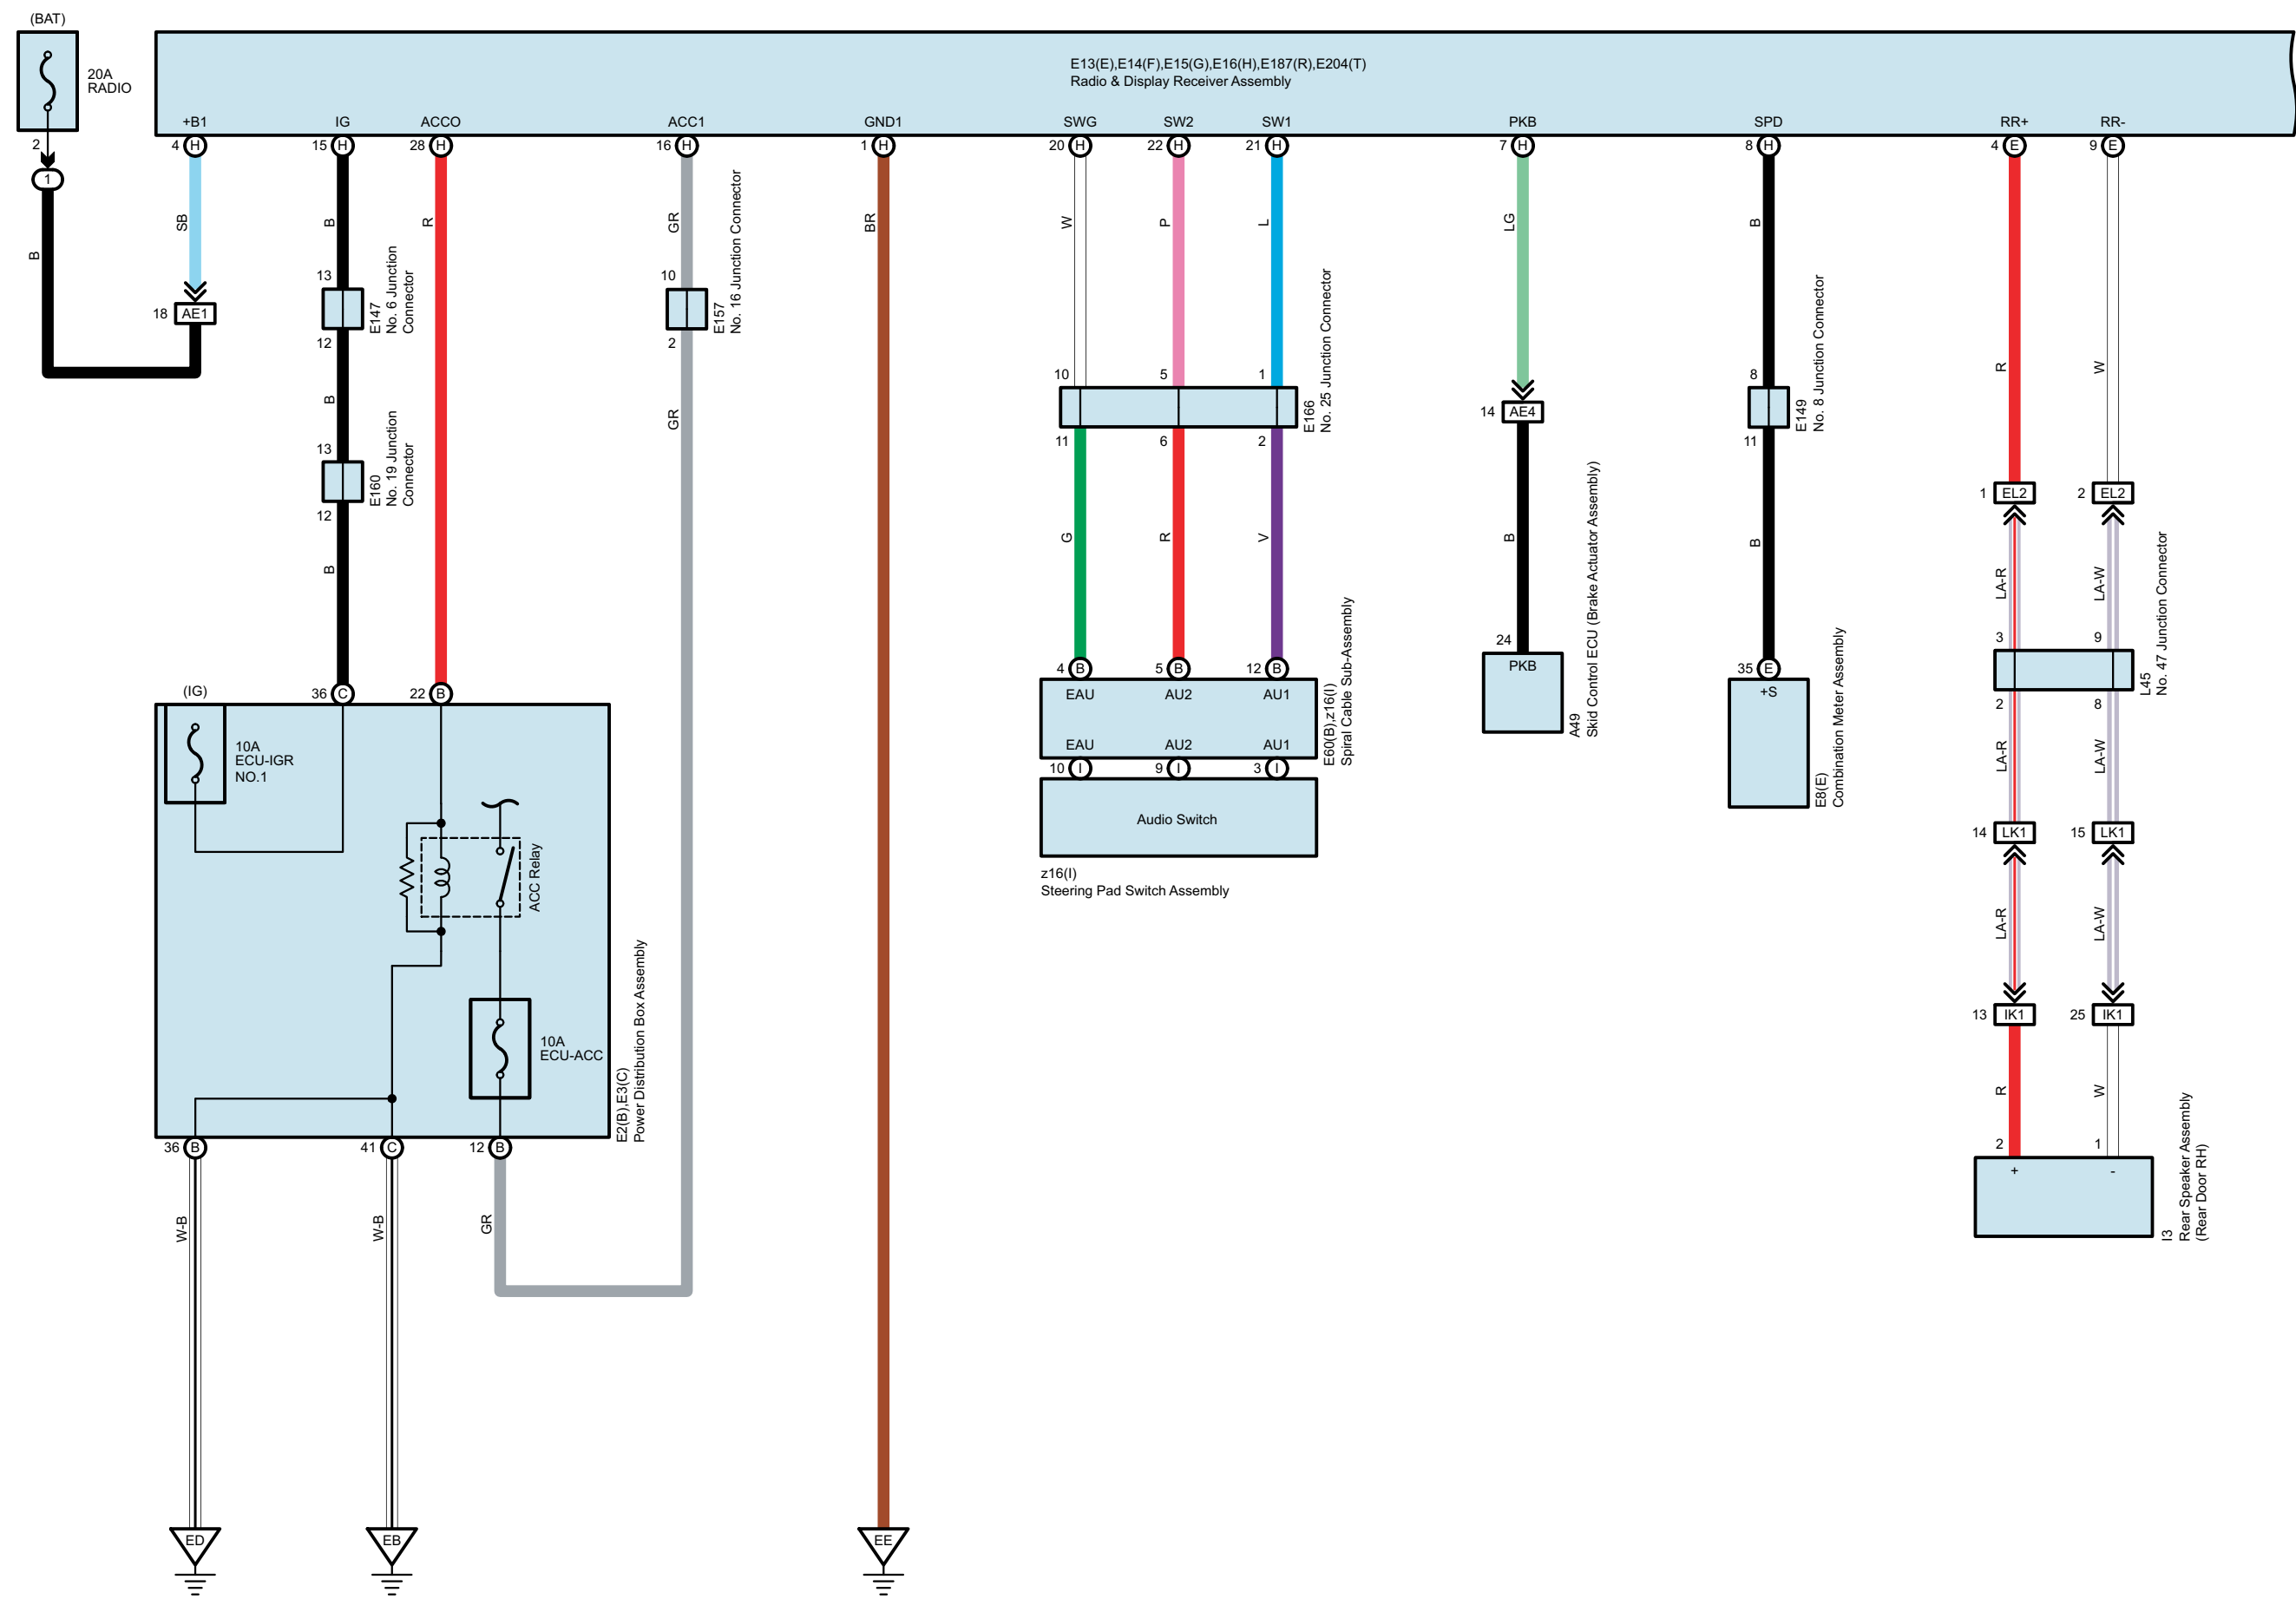 (BAT)
20A
RADIO
2
1
B
E13(E),E14(F),E15(G),E16(H),E187(R),E204(T)
Radio & Display Receiver Assembly
+B1
IG
ACCO
ACC1
GND1
SWG
SW2
SW1
PKB
SPD
RR+
RR-
4 H
15 H
28 H
16 H
1 H
20 H
22 H
21 H
7 H
8 H
4 E
9 E
SB
B
R
GR
BR
W
P
L
LG
B
R
W
18 AE1
13
E147
No. 6 Junction
Connector
12
B
13
E160
No. 19 Junction
Connector
12
B
10
E157
No. 16 Junction Connector
2
GR
10
5
1
E166
No. 25 Junction Connector
11
6
2
G
R
V
4 B
5 B
12 B
EAU
AU2
AU1
EAU
AU2
AU1
E60(B),z16(I)
Spiral Cable Sub-Assembly
10 I
9 I
3 I
Audio Switch
z16(I)
Steering Pad Switch Assembly
14 AE4
B
24
PKB
A49
Skid Control ECU (Brake Actuator Assembly)
8
E149
No. 8 Junction Connector
11
B
35 E
+S
E8(E)
Combination Meter Assembly
1 EL2
2 EL2
LA-R
LA-W
3
9
L45
No. 47 Junction Connector
2
8
LA-R
LA-W
14 LK1
15 LK1
LA-R
LA-W
13 IK1
25 IK1
R
W
2
1
+
-
I3
Rear Speaker Assembly
(Rear Door RH)
(IG)
36 C
22 B
10A
ECU-IGR
NO.1
ACC Relay
10A
ECU-ACC
E2(B),E3(C)
Power Distribution Box Assembly
36 B
41 C
12 B
W-B
W-B
GR
ED
EB
EE